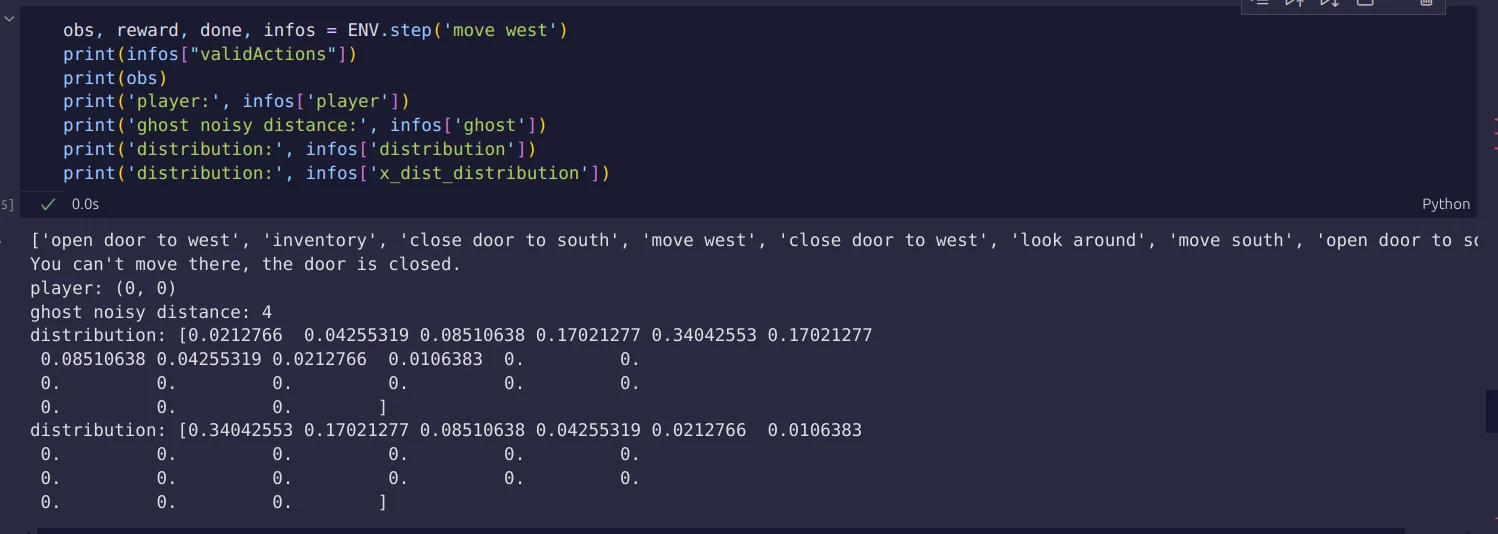 obs, reward, done, infos = ENV.step('move west')
print(infos["validActions"])
print(obs)
print('player:', infos['player'])
print('ghost noisy distance:', infos['ghost'])
print('distribution:', infos['distribution'])
print('distribution:', infos['x_dist_distribution'])
5]
0.0s
Python
['open door to west', 'inventory', 'close door to south', 'move west', 'close door to west', 'look around', 'move south', 'open door to
You can't move there, the door is closed.
player: (0, 0)
ghost noisy distance: 4
distribution: [0.0212766  0.04255319 0.08510638 0.17021277 0.34042553 0.17021277
 0.08510638 0.04255319 0.0212766  0.0106383  0.         0.
 0.         0.         0.         0.         0.         0.
 0.         0.         0.        ]
distribution: [0.34042553 0.17021277 0.08510638 0.04255319 0.0212766  0.0106383
 0.         0.         0.         0.         0.         0.
 0.         0.         0.         0.         0.         0.
 0.         0.         0.        ]